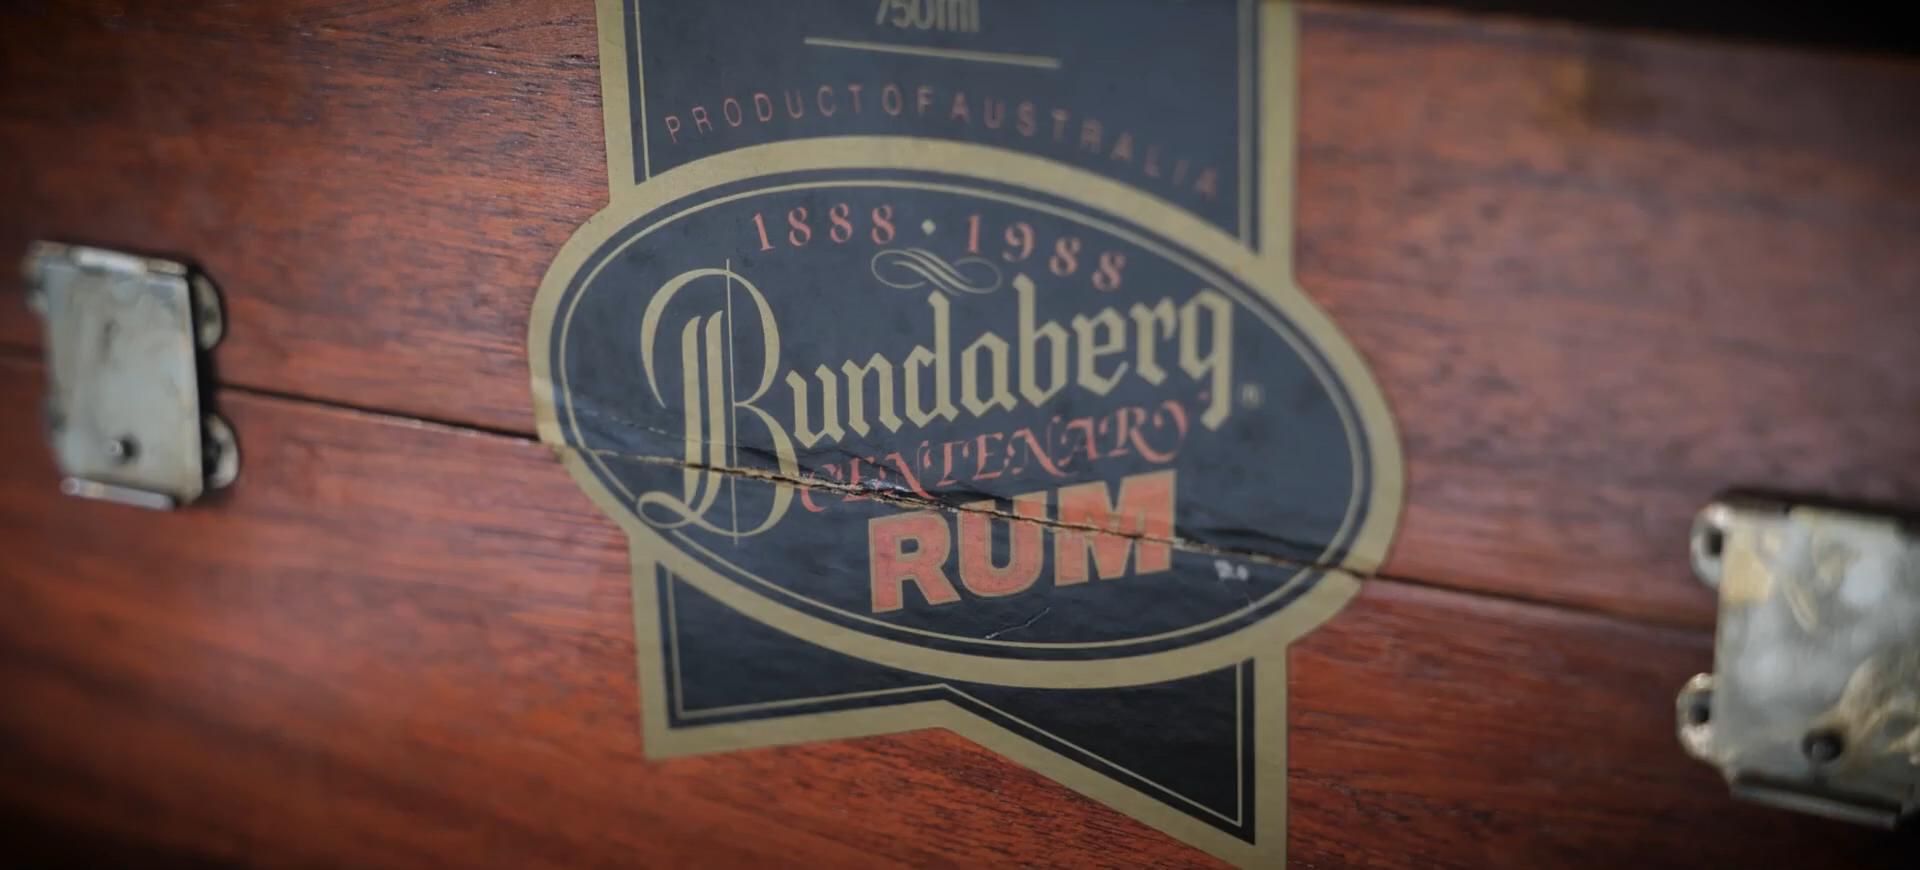 750ml
PRODUCT OF AUSTRALIA
1888 · 1988
Bundaberg
CENTENARY
RUM